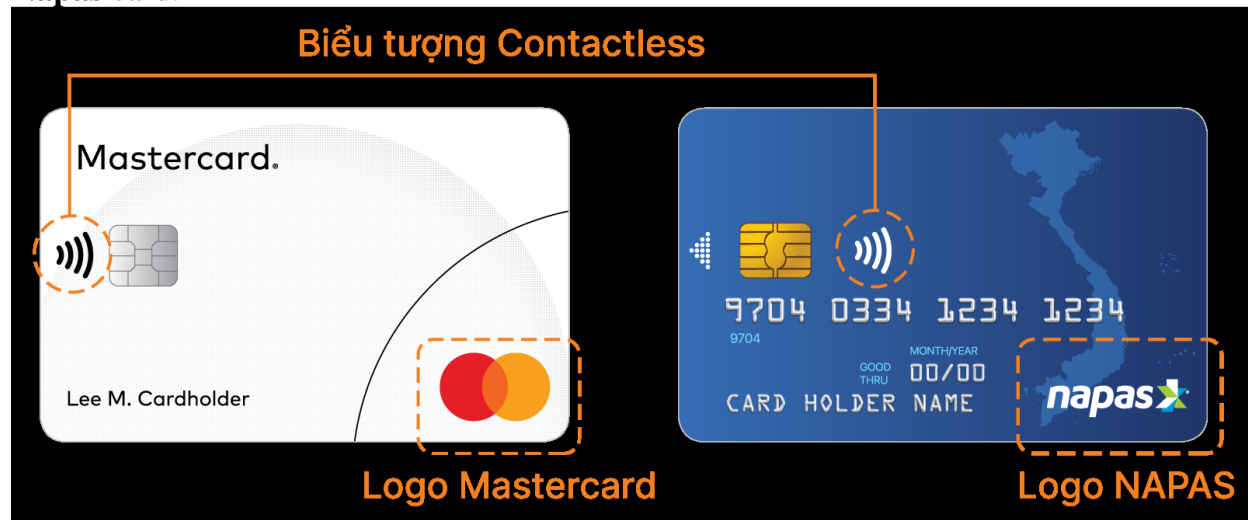 Biểu tượng Contactless
Mastercard.
Lee M. Cardholder
Logo Mastercard
9704 0334 1234 1234
9704
MONTH/YEAR
GOOD THRU 00/00
CARD HOLDER NAME
napas
Logo NAPAS